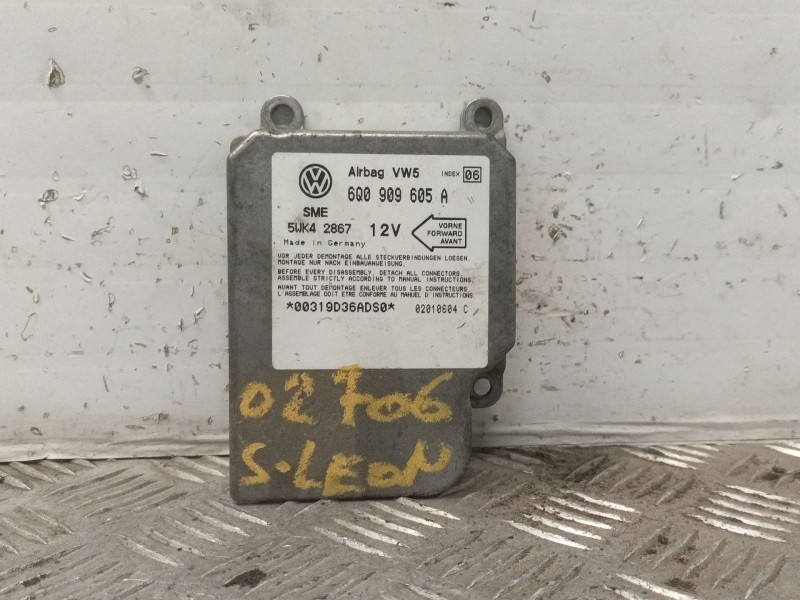 Airbag VW5 INDEX 06
6Q0 909 605 A
SME
5WK4 2867 12V
VORNE
FORWARD
AVANT
Made in Germany
VOR JEDER DEMONTAGE ALLE STECKVERBINDUNGEN LOESEN.
MONTAGE NUR NACH EINBAUANWEISUNG.
BEFORE EVERY DISASSEMBLY, DETACH ALL CONNECTORS.
ASSEMBLE STRICTLY ACCORDING TO MANUAL INSTRUCTIONS.
AVANT TOUT DEMONTAGE ENLEVER TOUS LES CONNECTEURS.
L'ASSEMBLAGE DOIT ETRE CONFORME AU MANUEL D'INSTRUCTIONS.
*00319D36ADS0* 02010604 C
02706
S-LEON